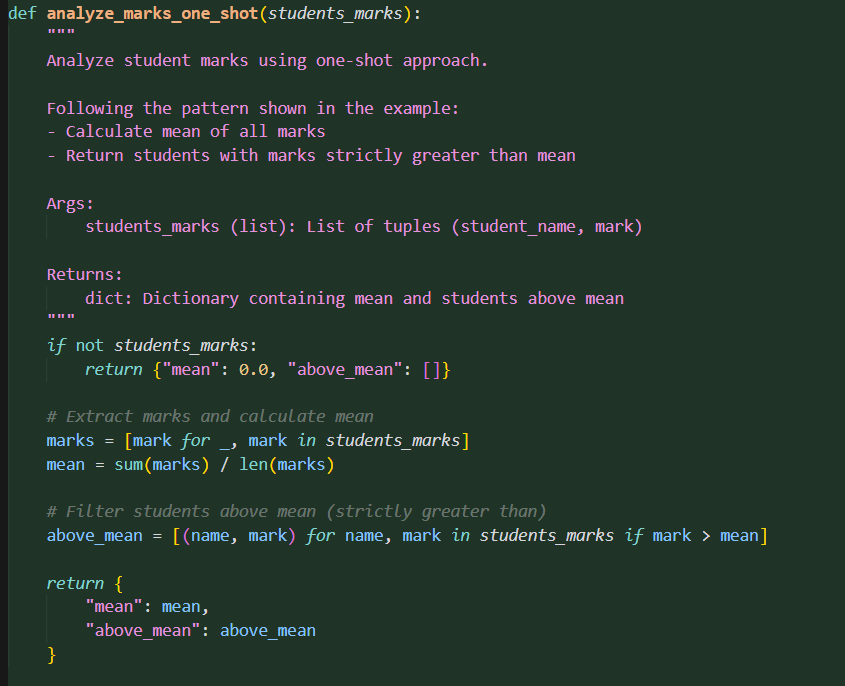 def analyze_marks_one_shot(students_marks):
    """
    Analyze student marks using one-shot approach.

    Following the pattern shown in the example:
    - Calculate mean of all marks
    - Return students with marks strictly greater than mean

    Args:
        students_marks (list): List of tuples (student_name, mark)

    Returns:
        dict: Dictionary containing mean and students above mean
    """
    if not students_marks:
        return {"mean": 0.0, "above_mean": []}

    # Extract marks and calculate mean
    marks = [mark for _, mark in students_marks]
    mean = sum(marks) / len(marks)

    # Filter students above mean (strictly greater than)
    above_mean = [(name, mark) for name, mark in students_marks if mark > mean]

    return {
        "mean": mean,
        "above_mean": above_mean
    }